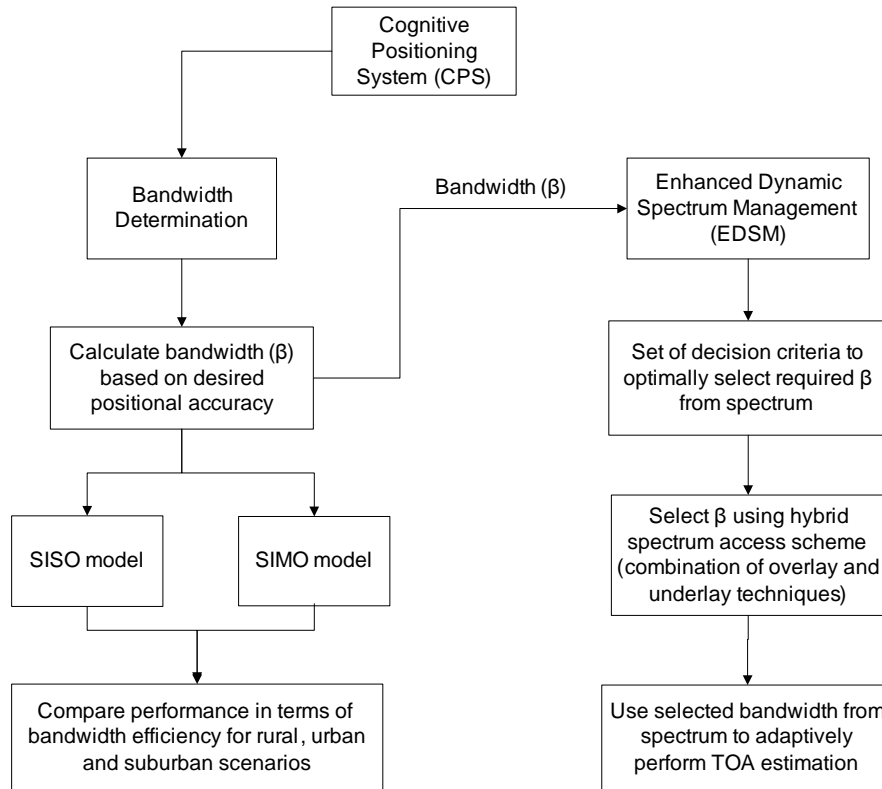 Cognitive
Positioning
System (CPS)
Bandwidth
Determination
Bandwidth (β)
Enhanced Dynamic
Spectrum Management
(EDSM)
Calculate bandwidth (β)
based on desired
positional accuracy
Set of decision criteria to
optimally select required β
from spectrum
SISO model
SIMO model
Select β using hybrid
spectrum access scheme
(combination of overlay and
underlay techniques)
Compare performance in terms of
bandwidth efficiency for rural, urban
and suburban scenarios
Use selected bandwidth from
spectrum to adaptively
perform TOA estimation